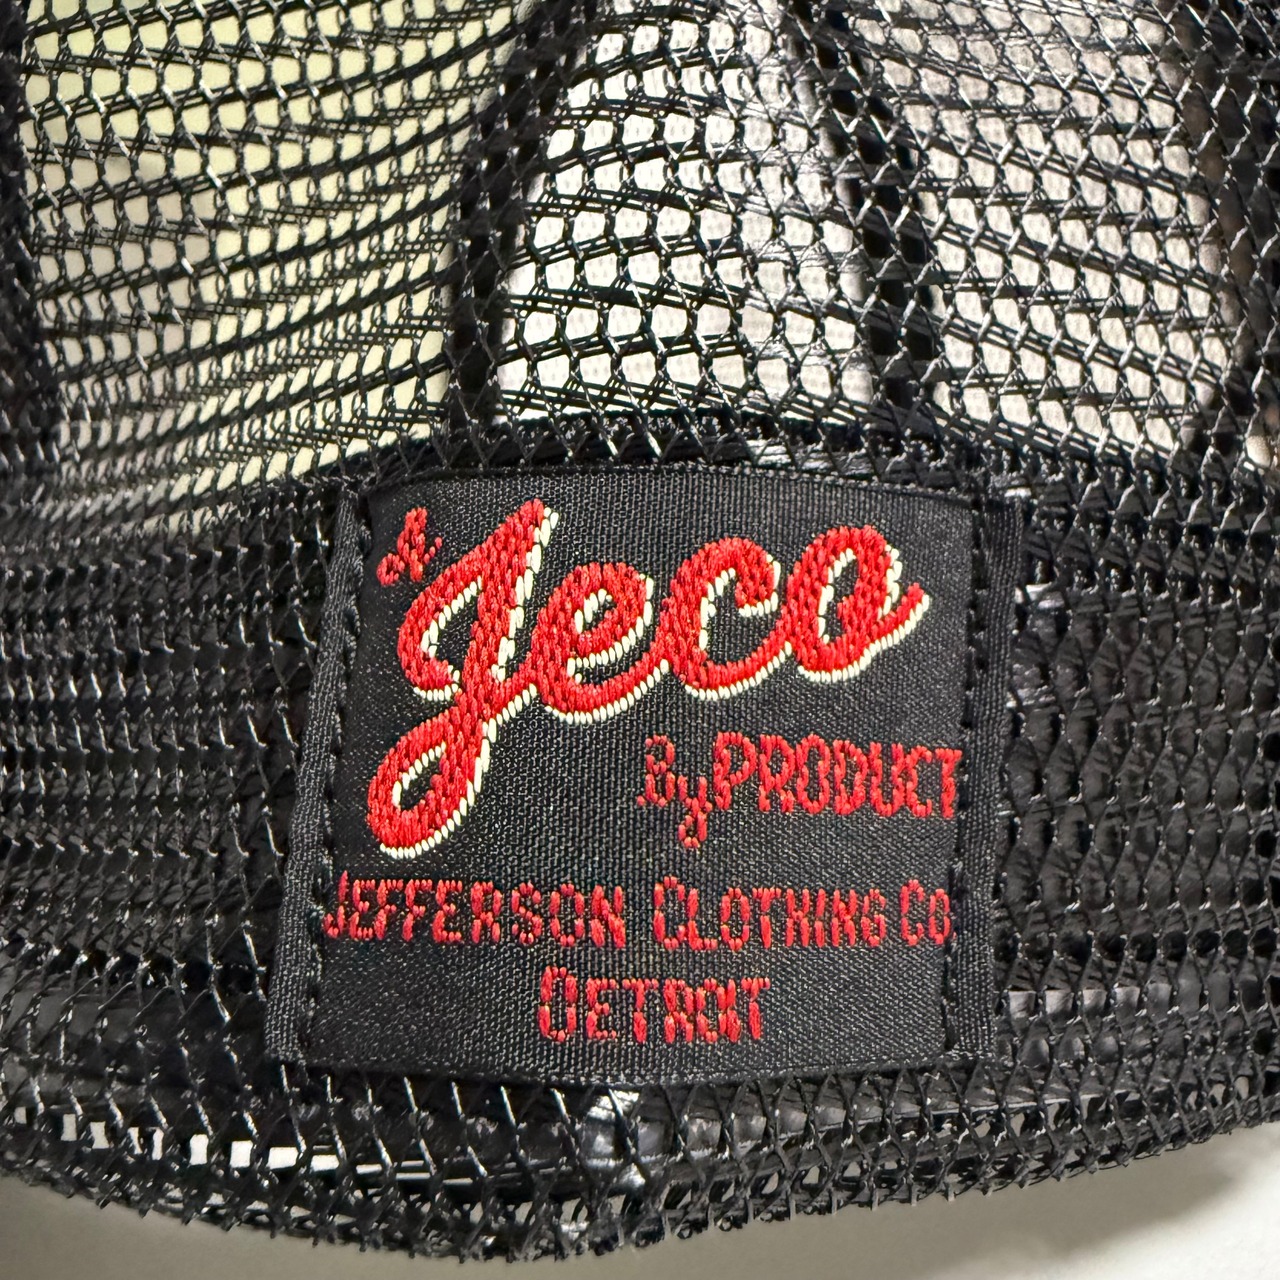 A Jeco
By PRODUCT
JEFFERSON CLOTHING CO
DETROIT